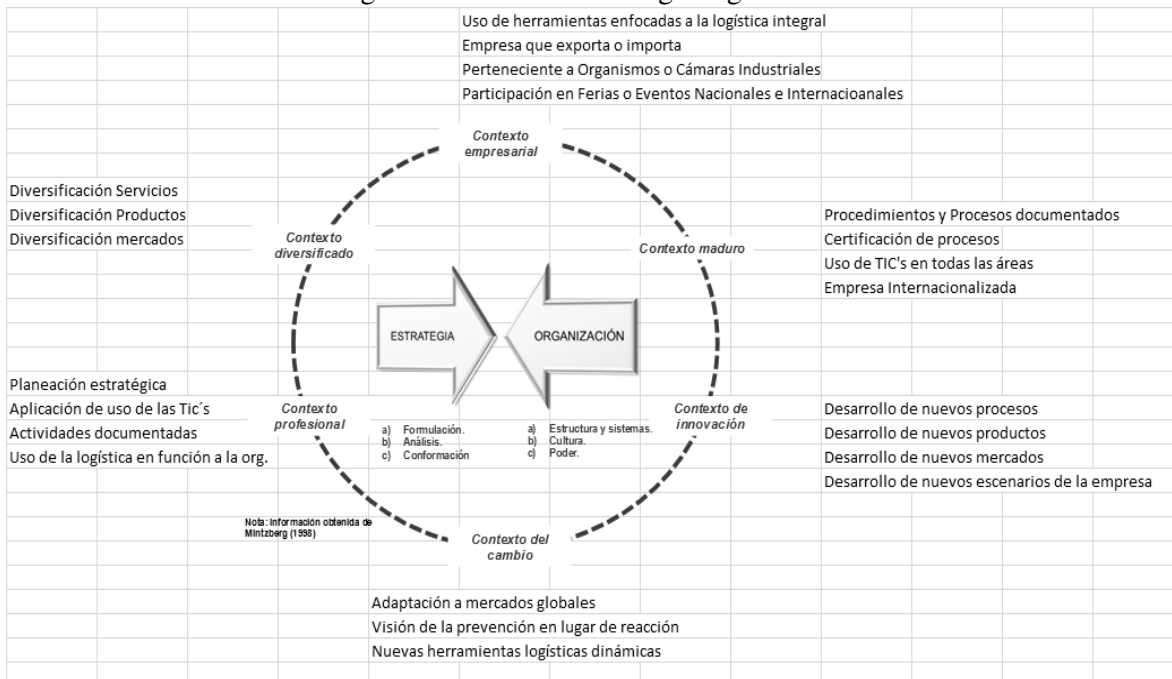 Uso de herramientas enfocadas a la logística integral
Empresa que exporta o importa
Perteneciente a Organismos o Cámaras Industriales
Participación en Ferias o Eventos Nacionales e Internacioanales
Contexto
empresarial
Diversificación Servicios
Diversificación Productos
Diversificación mercados
Contexto
diversificado
Contexto maduro
Procedimientos y Procesos documentados
Certificación de procesos
Uso de TIC's en todas las áreas
Empresa Internacionalizada
ESTRATEGIA
ORGANIZACIÓN
Planeación estratégica
Aplicación de uso de las Tic´s
Actividades documentadas
Uso de la logística en función a la org.
Contexto
profesional
a) Formulación.
b) Análisis.
c) Conformación
a) Estructura y sistemas.
b) Cultura.
c) Poder.
Contexto de
innovación
Desarrollo de nuevos procesos
Desarrollo de nuevos productos
Desarrollo de nuevos mercados
Desarrollo de nuevos escenarios de la empresa
Nota: Información obtenida de
Mintzberg (1998)
Contexto del
cambio
Adaptación a mercados globales
Visión de la prevención en lugar de reacción
Nuevas herramientas logísticas dinámicas